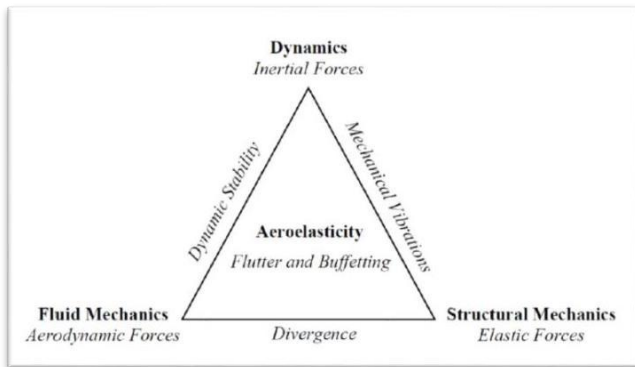 Dynamics
Inertial Forces
Dynamic Stability
Mechanical Vibrations
Aeroelasticity
Flutter and Buffetting
Fluid Mechanics
Aerodynamic Forces
Divergence
Structural Mechanics
Elastic Forces